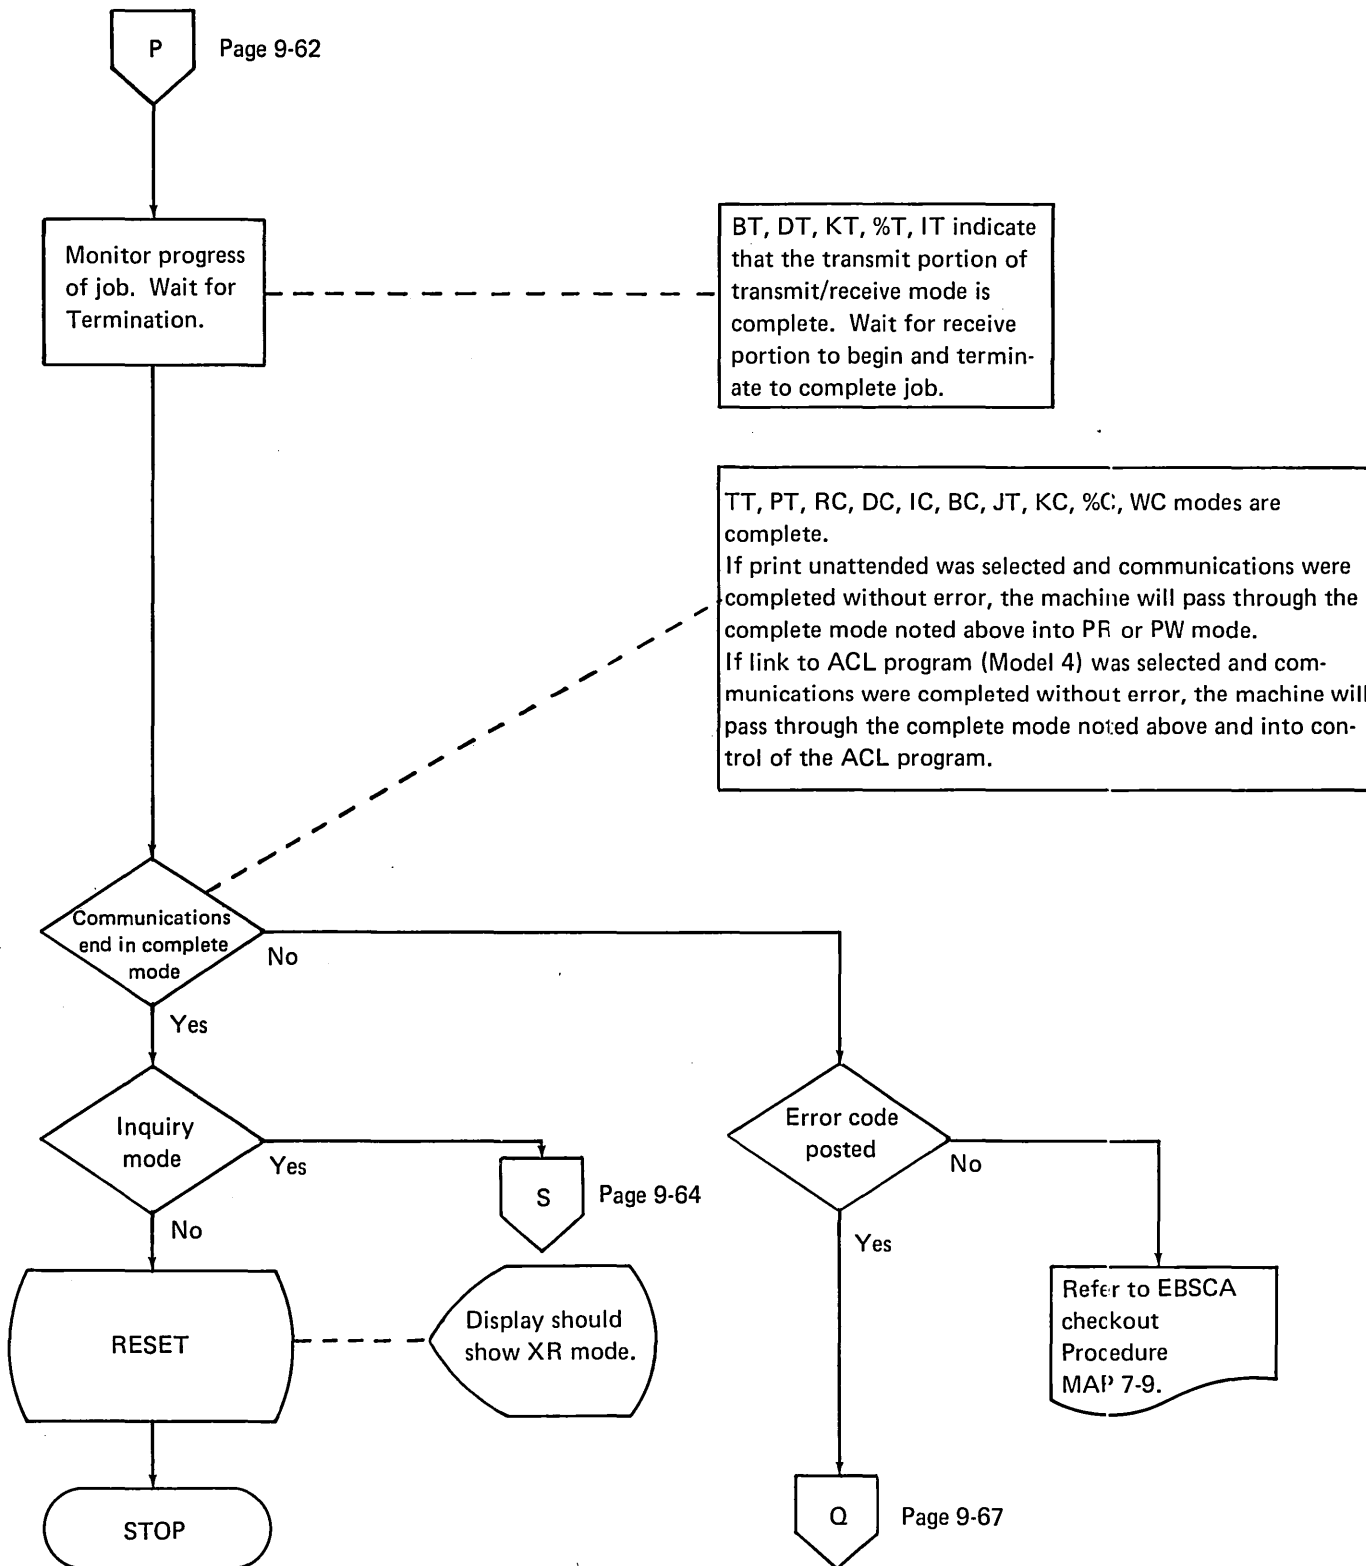 P
Page 9-62
Monitor progress
of job. Wait for
Termination.
BT, DT, KT, %T, IT indicate
that the transmit portion of
transmit/receive mode is
complete. Wait for receive
portion to begin and termin-
ate to complete job.
TT, PT, RC, DC, IC, BC, JT, KC, %C, WC modes are
complete.
If print unattended was selected and communications were
completed without error, the machine will pass through the
complete mode noted above into PR or PW mode.
If link to ACL program (Model 4) was selected and com-
munications were completed without error, the machine will
pass through the complete mode noted above and into con-
trol of the ACL program.
Communications
end in complete
mode
No
Yes
Inquiry
mode
Yes
No
S
Page 9-64
Error code
posted
No
Yes
RESET
Display should
show XR mode.
Refer to EBSCA
checkout
Procedure
MAP 7-9.
STOP
Q
Page 9-67